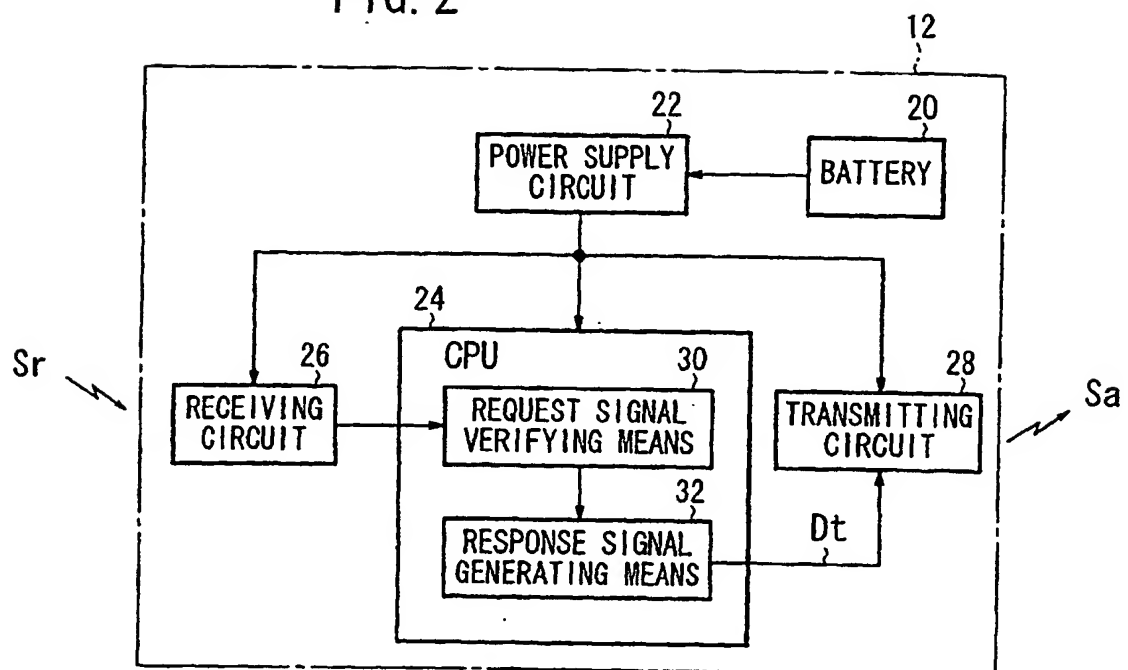 FIG. 2
12
22
20
POWER SUPPLY
CIRCUIT
BATTERY
24
CPU
Sr
26
30
28
Sa
RECEIVING
CIRCUIT
REQUEST SIGNAL
VERIFYING MEANS
TRANSMITTING
CIRCUIT
32
RESPONSE SIGNAL
GENERATING MEANS
Dt